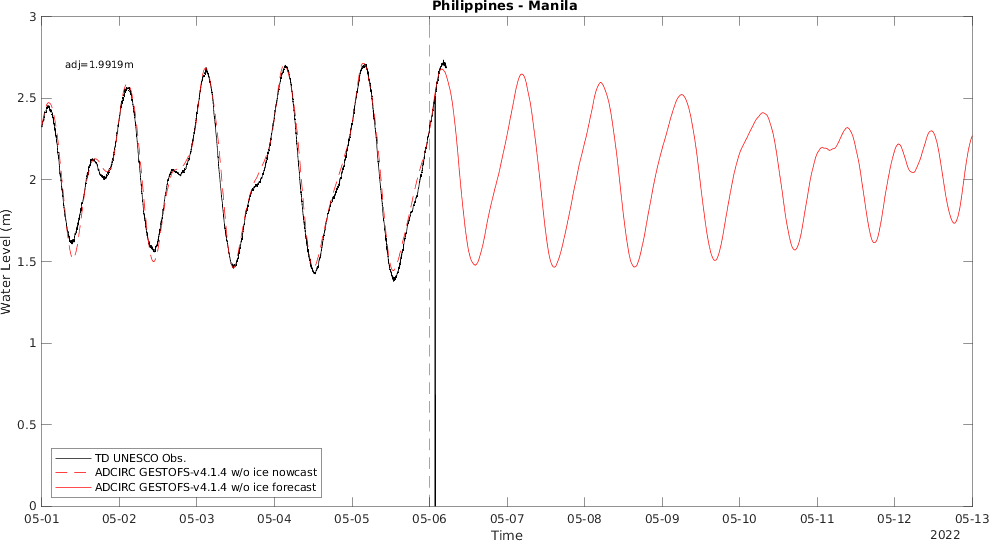 Philippines - Manila
adj=1.9919m
3
2.5
2
1.5
1
0.5
0
Water Level (m)
TD UNESCO Obs.
ADCIRC GESTOFS-v4.1.4 w/o ice nowcast
ADCIRC GESTOFS-v4.1.4 w/o ice forecast
05-01 05-02 05-03 05-04 05-05 05-06 05-07 05-08 05-09 05-10 05-11 05-12 05-13
Time
2022